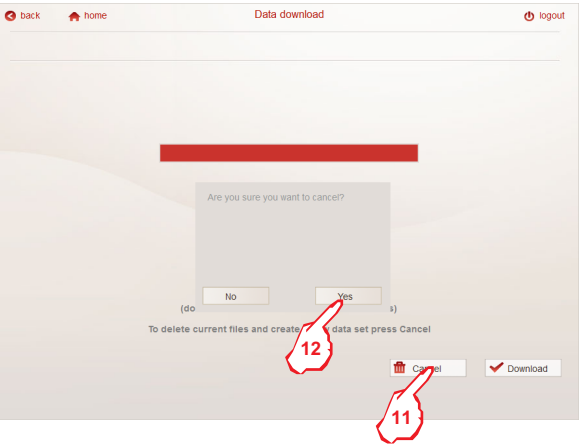 back home Data download logout
Are you sure you want to cancel?
No Yes
(do s)
To delete current files and create data set press Cancel
12
Cancel Download
11